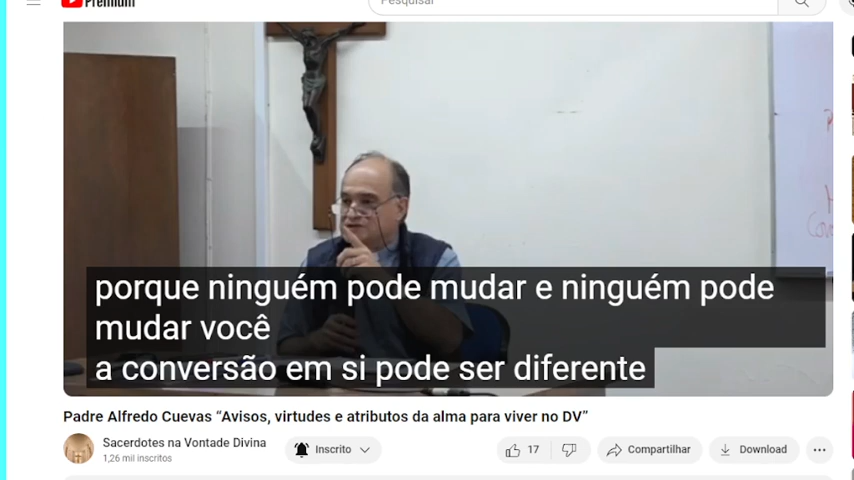 Premium
Pesquisar
porque ninguém pode mudar e ninguém pode
mudar você
a conversão em si pode ser diferente
Padre Alfredo Cuevas “Avisos, virtudes e atributos da alma para viver no DV”
Sacerdotes na Vontade Divina
1,26 mil inscritos
Inscrito
17
Compartilhar
Download